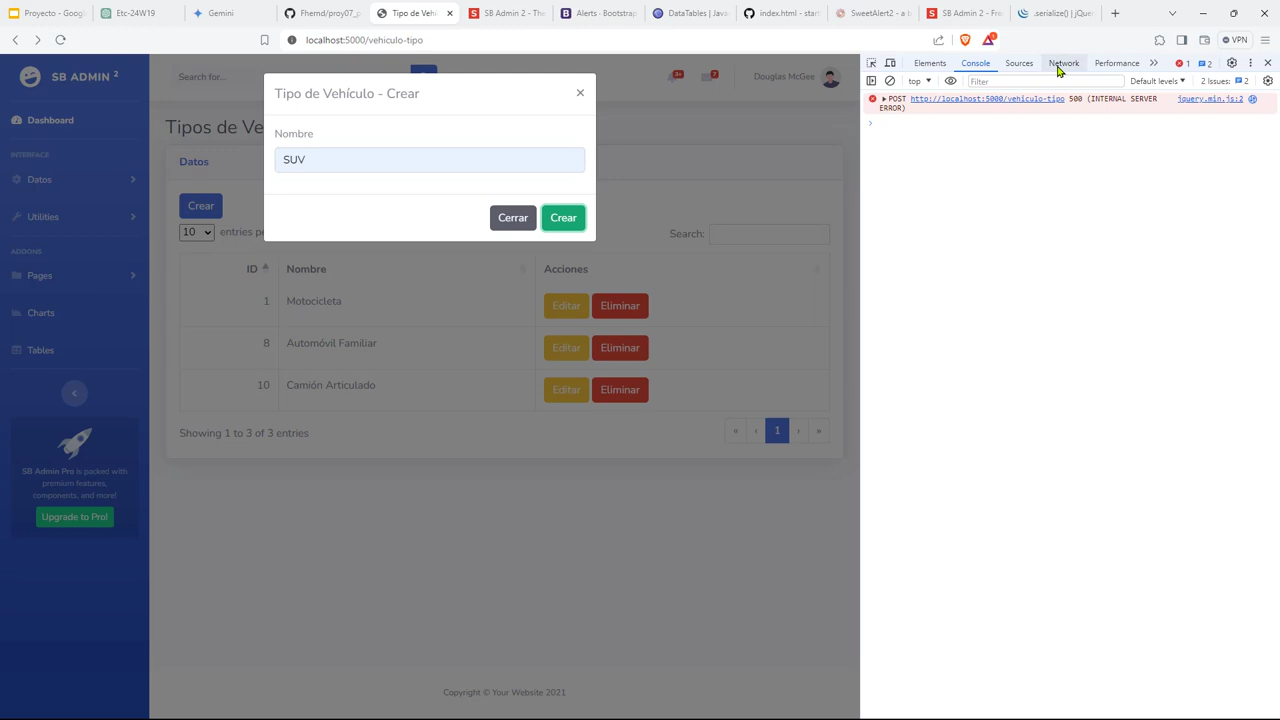 Proyecto - Goog
Etc-24W19
Gemini
Fhernd/proy07_p
Tipo de Vehí
SB Admin 2 - The
Alerts · Bootstrap
DataTables | Java
index.html - start
SweetAlert2 - a b
SB Admin 2 - Fre
.serialize() | jQuer
localhost:5000/vehiculo-tipo
VPN
SB ADMIN 2
Search for...
3+
7
Douglas McGee
Dashboard
INTERFACE
Datos
Utilities
ADDONS
Pages
Charts
Tables
SB Admin Pro is packed with
premium features,
components, and more!
Upgrade to Pro!
Tipos de Ve
Datos
Crear
10 entries pe
Search:
ID Nombre Acciones
1 Motocicleta Editar Eliminar
8 Automóvil Familiar Editar Eliminar
10 Camión Articulado Editar Eliminar
Showing 1 to 3 of 3 entries
« ‹ 1 › »
Copyright © Your Website 2021
Tipo de Vehículo - Crear ×
Nombre
SUV
Cerrar Crear
Elements Console Sources Network Performance 1 2
top Filter Default levels 2 Issues: 2
POST http://localhost:5000/vehiculo-tipo 500 (INTERNAL SERVER jquery.min.js:2
ERROR)